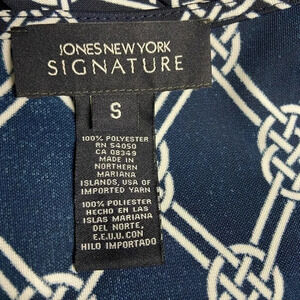 JONES NEW YORK
SIGNATURE
S
100% POLYESTER
RN 54050
CA 08349
MADE IN
NORTHERN
MARIANA
ISLANDS, USA OF
IMPORTED YARN
100% POLIESTER
HECHO EN LAS
ISLAS MARIANA
DEL NORTE,
E.E.U.U. CON
HILO IMPORTADO